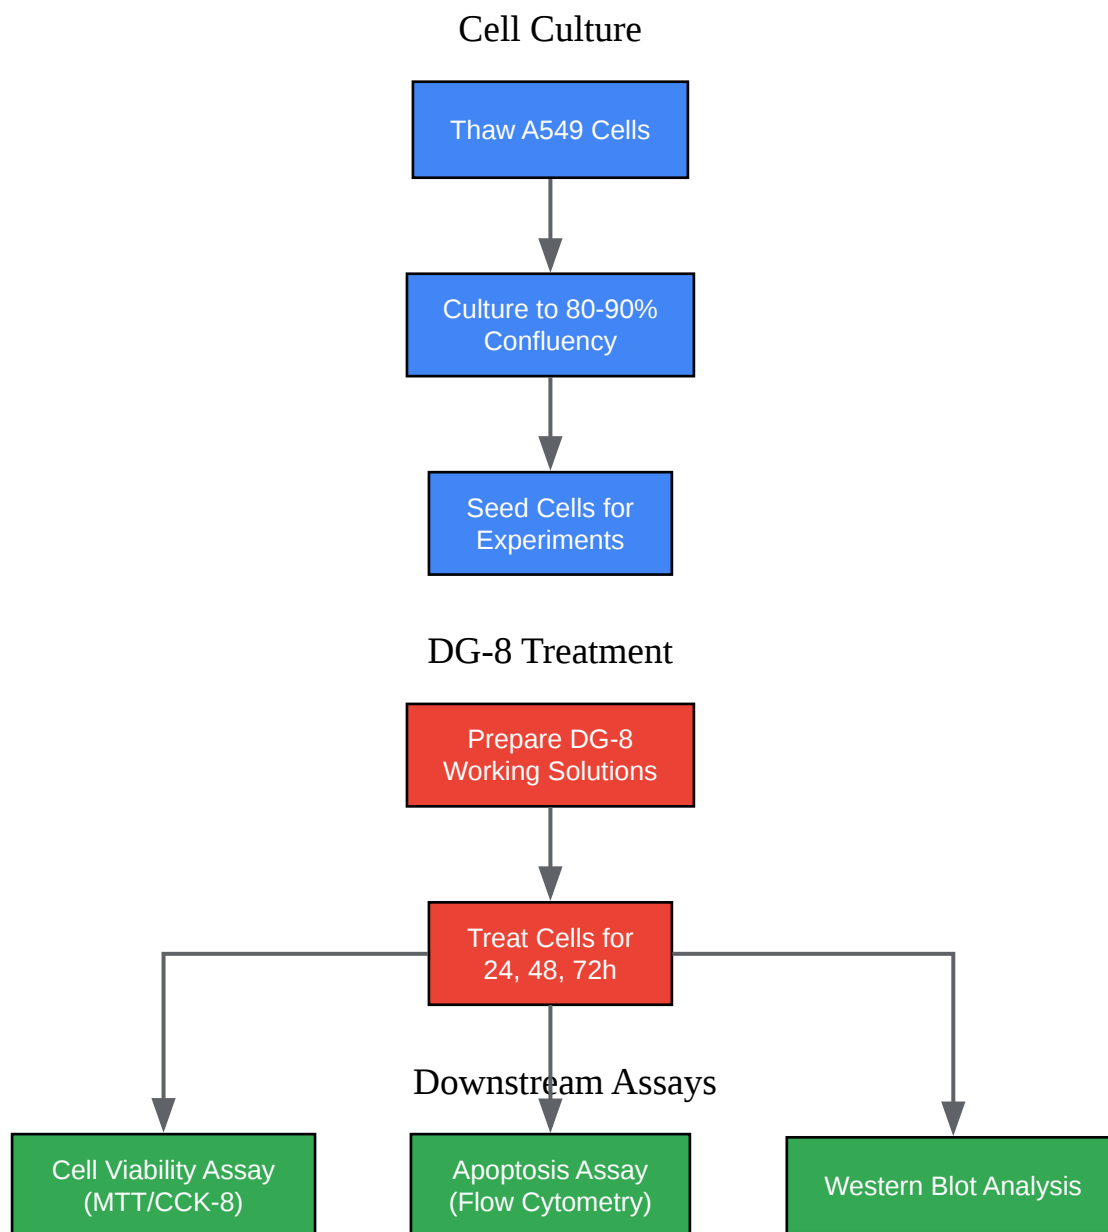 Cell Culture
Thaw A549 Cells
Culture to 80-90%
Confluency
Seed Cells for
Experiments
DG-8 Treatment
Prepare DG-8
Working Solutions
Treat Cells for
24, 48, 72h
Downstream Assays
Cell Viability Assay
(MTT/CCK-8)
Apoptosis Assay
(Flow Cytometry)
Western Blot Analysis